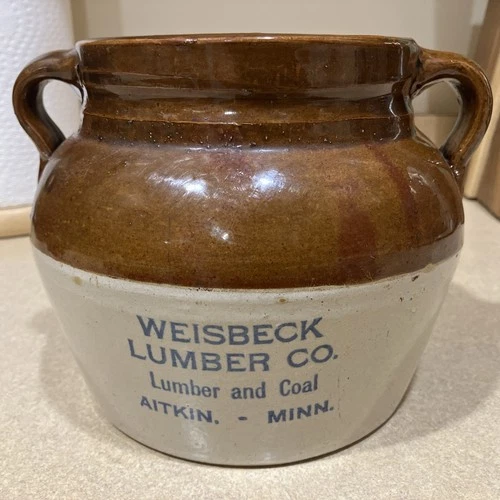 WEISBECK
LUMBER CO.
Lumber and Coal
AITKIN. - MINN.